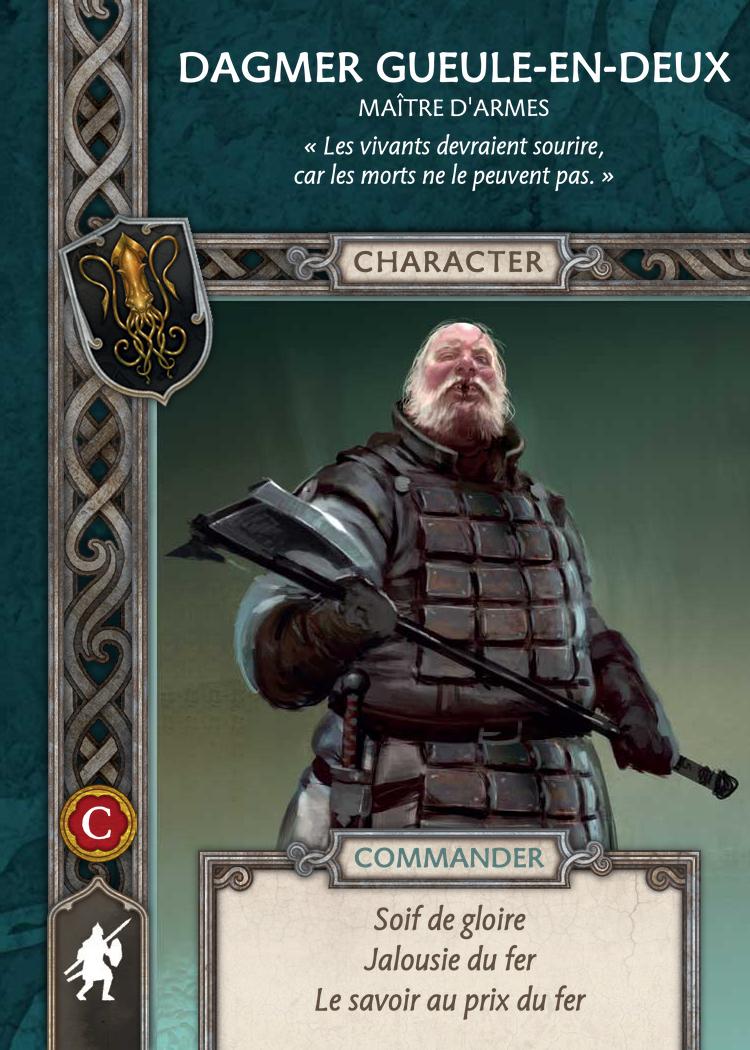 DAGMER GUEULE-EN-DEUX
MAÎTRE D'ARMES
« Les vivants devraient sourire,
car les morts ne le peuvent pas. »
CHARACTER
C
COMMANDER
Soif de gloire
Jalousie du fer
Le savoir au prix du fer